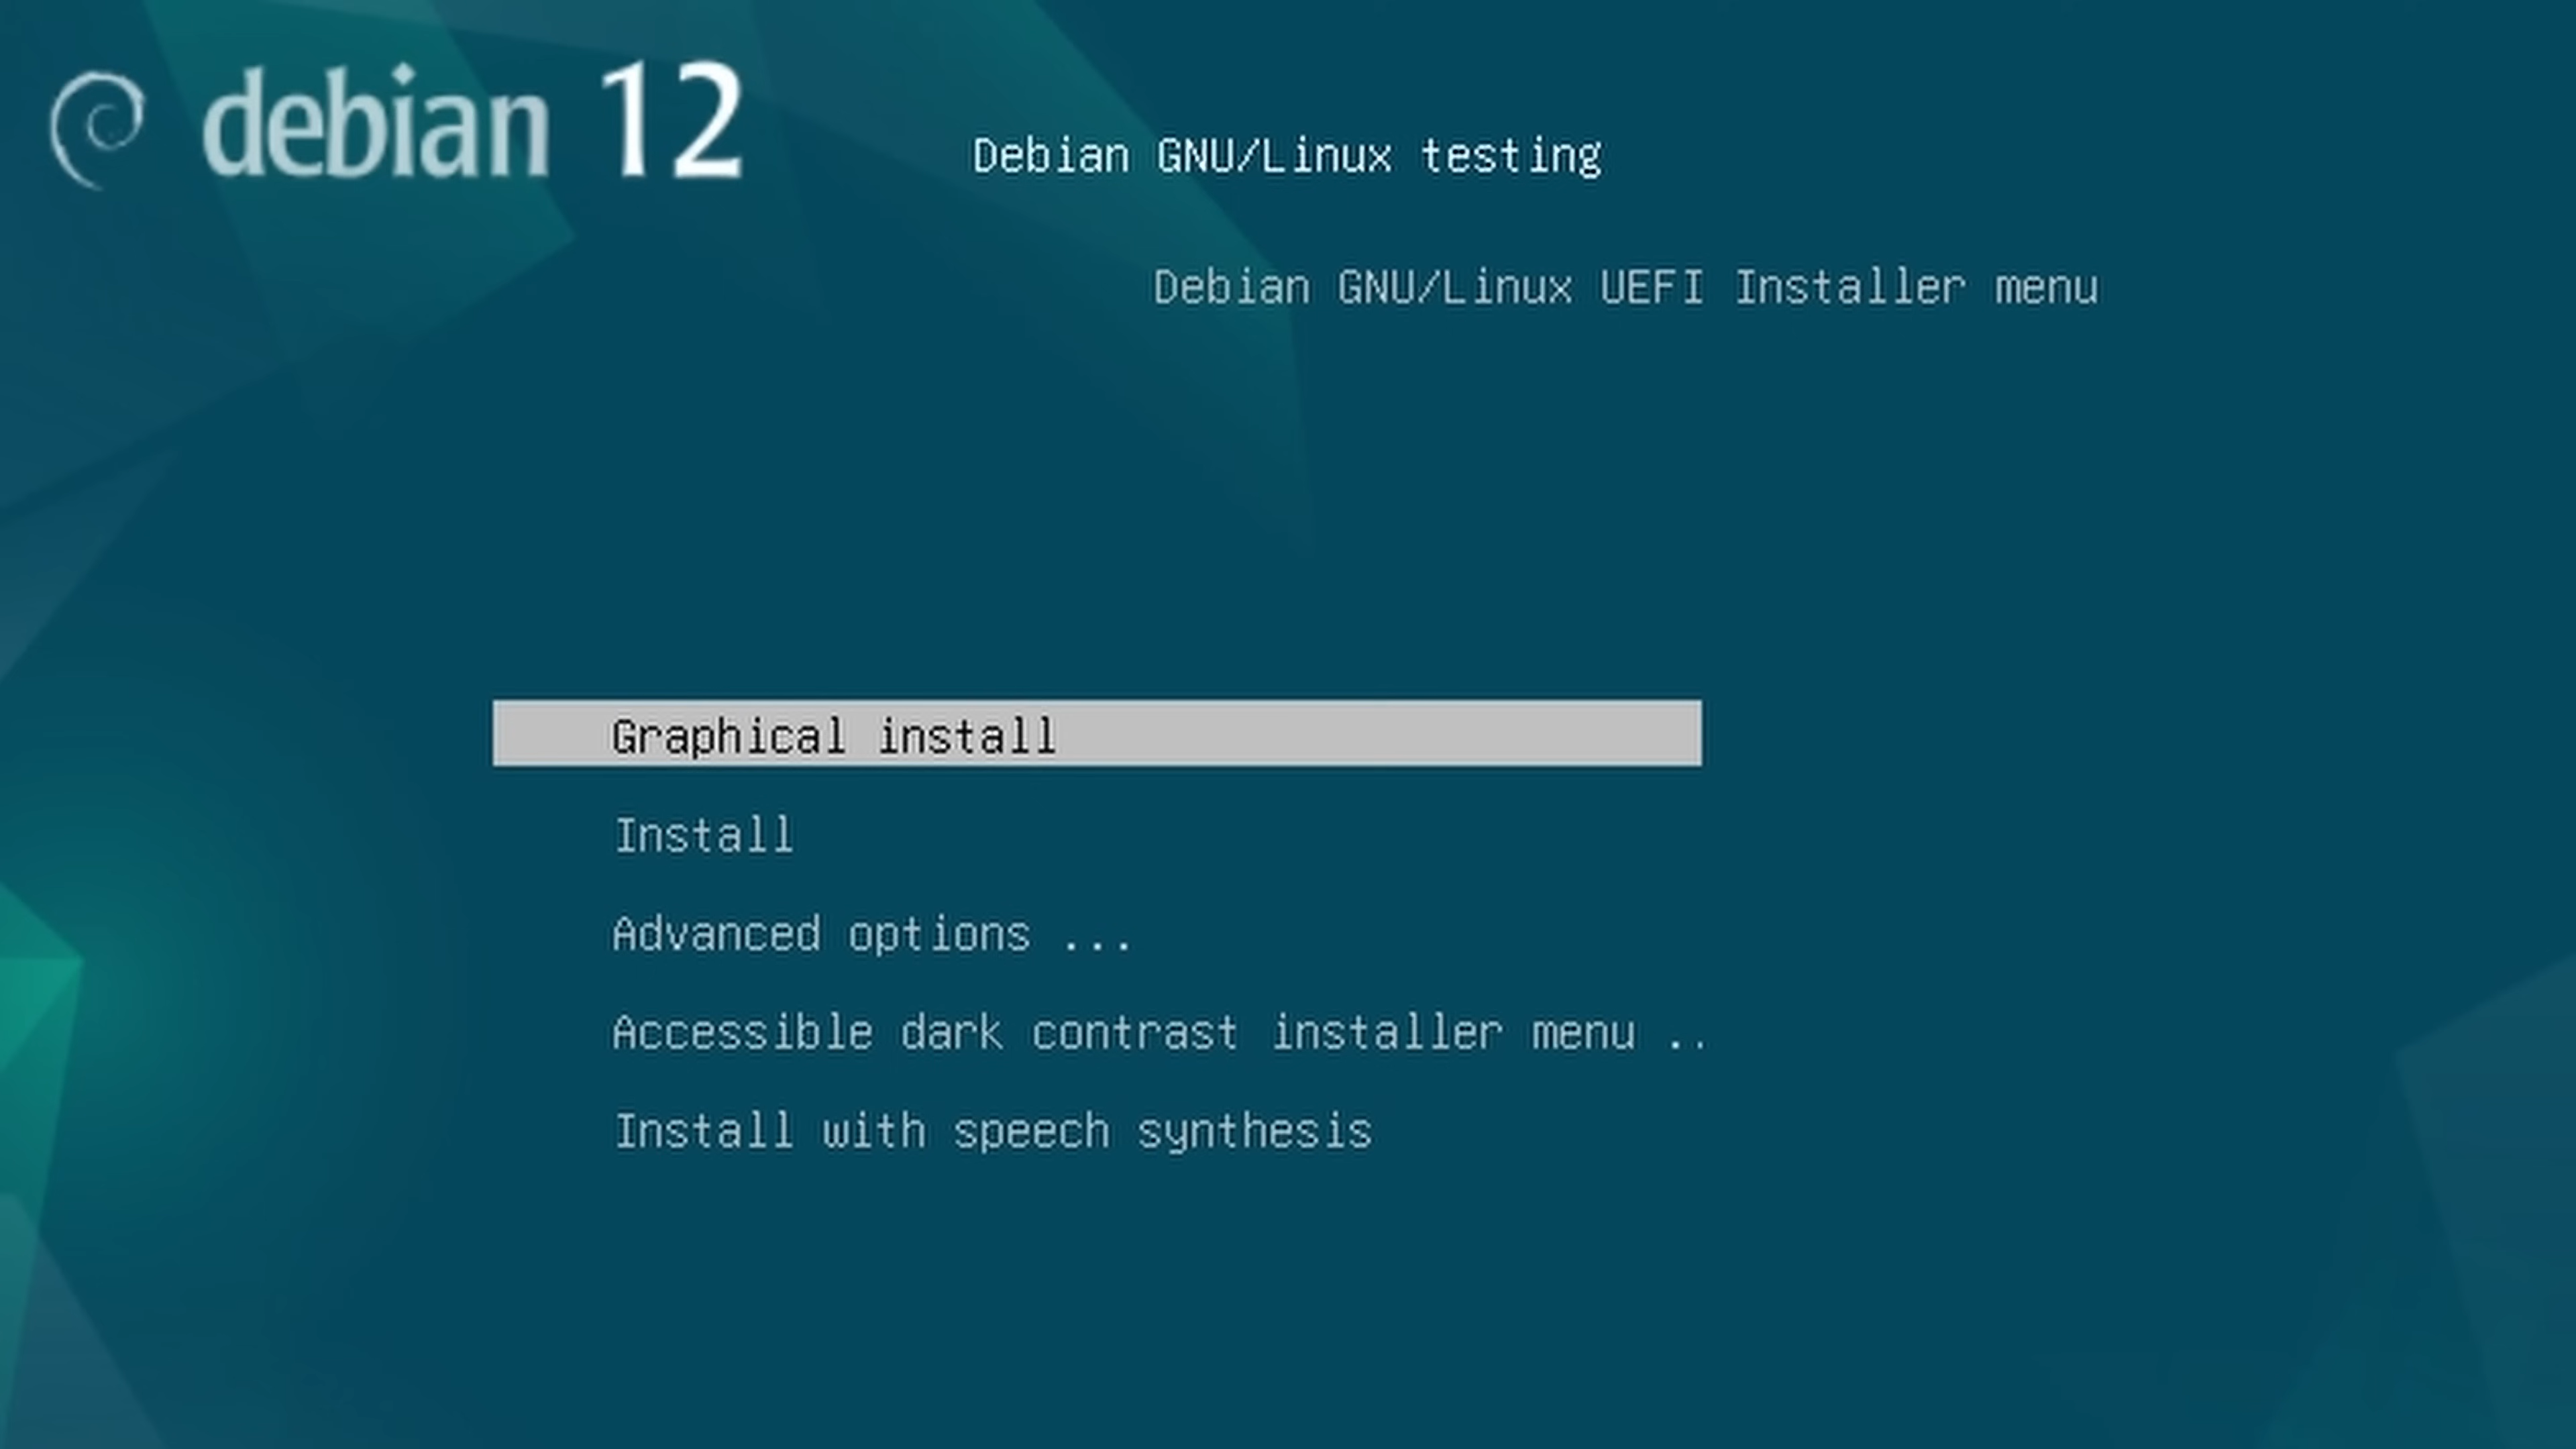 debian 12
Debian GNU/Linux testing
Debian GNU/Linux UEFI Installer menu
Graphical install
Install
Advanced options ...
Accessible dark contrast installer menu ..
Install with speech synthesis